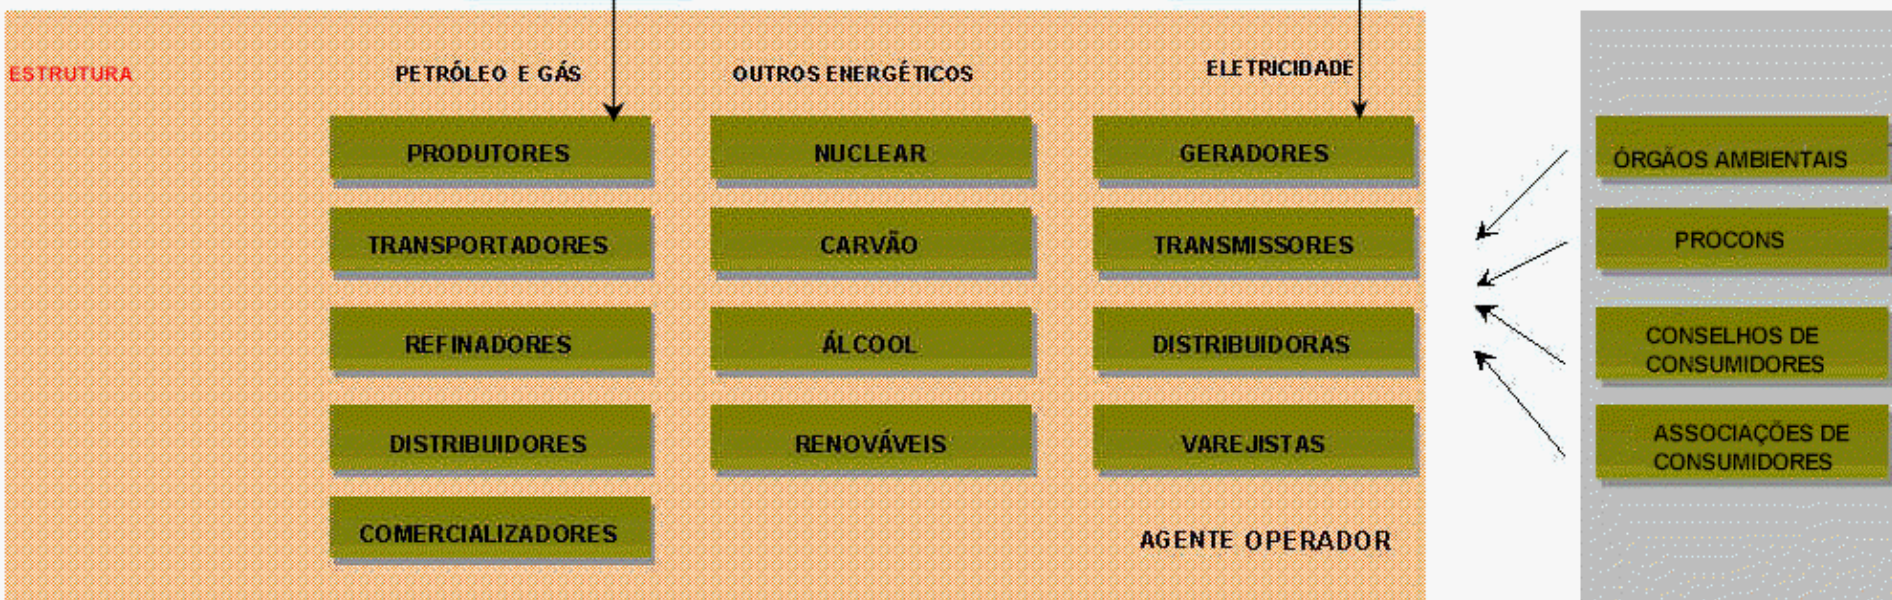 ESTRUTURA
PETRÓLEO E GÁS
OUTROS ENERGÉTICOS
ELETRICIDADE
PRODUTORES
NUCLEAR
GERADORES
ÓRGÃOS AMBIENTAIS
TRANSPORTADORES
CARVÃO
TRANSMISSORES
PROCONS
REFINADORES
ÁLCOOL
DISTRIBUIDORAS
CONSELHOS DE
CONSUMIDORES
DISTRIBUIDORES
RENOVÁVEIS
VAREJISTAS
ASSOCIAÇÕES DE
CONSUMIDORES
COMERCIALIZADORES
AGENTE OPERADOR